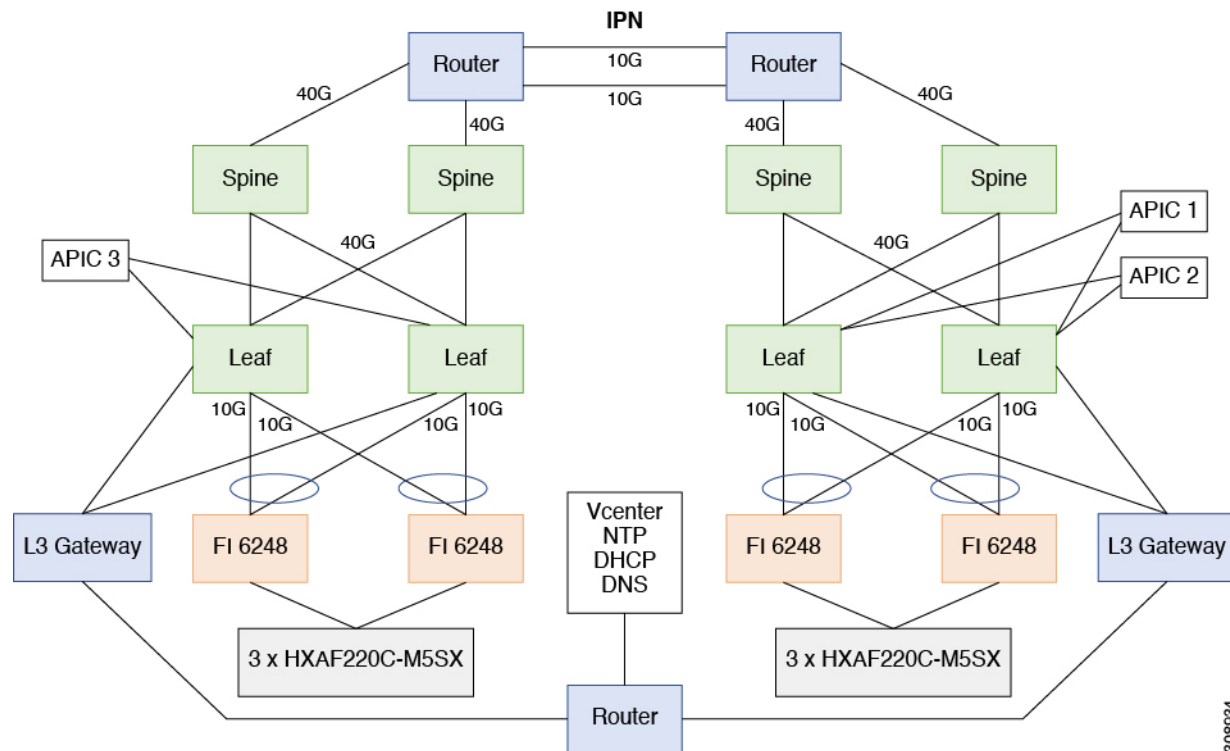 IPN
Router
10G
Router
10G
40G
40G
40G
40G
Spine
Spine
Spine
Spine
APIC 1
40G
40G
APIC 3
APIC 2
Leaf
Leaf
Leaf
Leaf
10G
10G
10G
10G
10G
10G
10G
10G
Vcenter
NTP
DHCP
DNS
L3 Gateway
FI 6248
FI 6248
FI 6248
FI 6248
L3 Gateway
3 x HXAF220C-M5SX
3 x HXAF220C-M5SX
Router